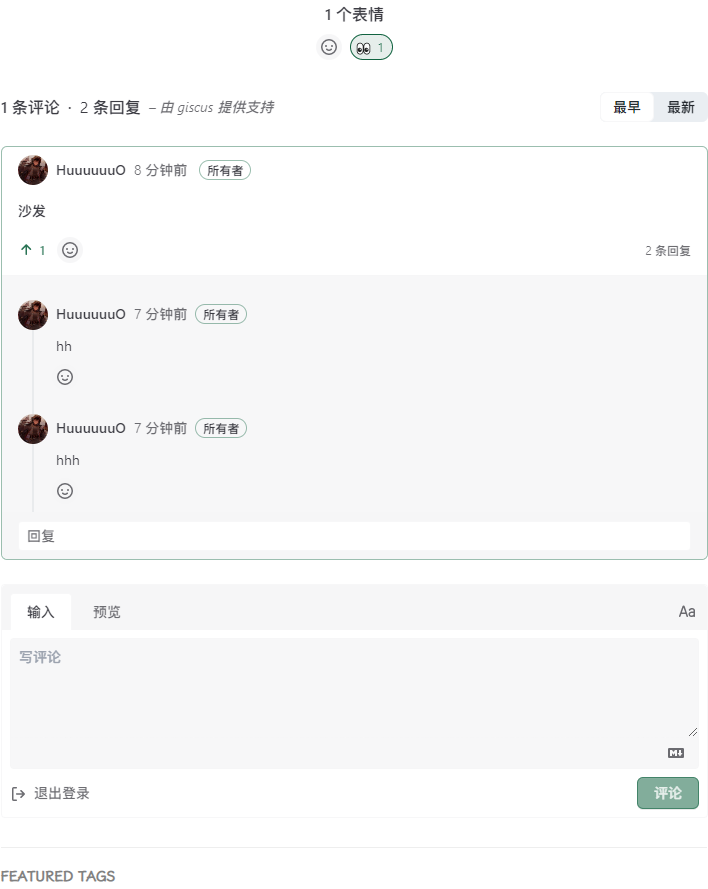 1 个表情
1
1 条评论 · 2 条回复 – 由 giscus 提供支持
最早 最新
HuuuuuuO 8 分钟前 所有者
沙发
1
2 条回复
HuuuuuuO 7 分钟前 所有者
hh
HuuuuuuO 7 分钟前 所有者
hhh
回复
输入 预览 Aa
写评论
M↓
退出登录 评论
FEATURED TAGS